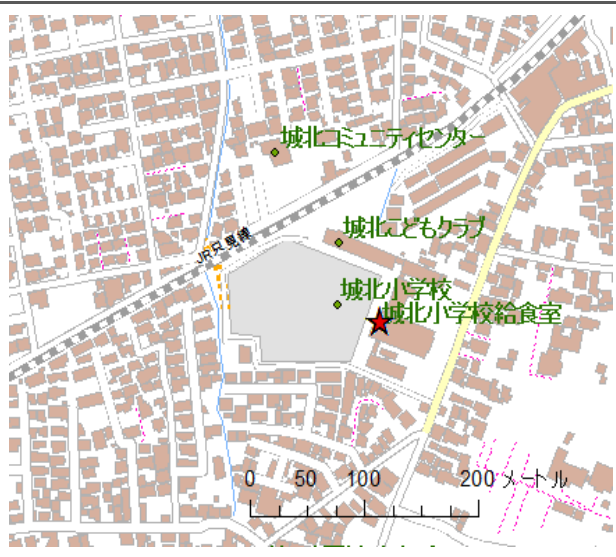 城北コミュニティセンター
城北こどもクラブ
JR只見線
城北小学校
城北小学校給食室
0 50 100 200 メートル